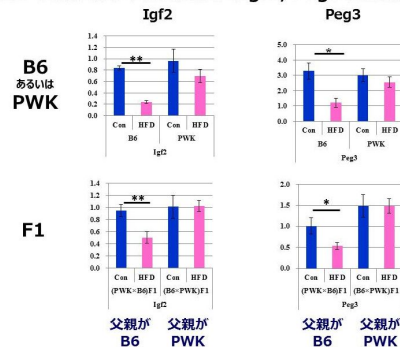 Igf2
Peg3
B6
あるいは
PWK
1.4
1.2
1.0
0.8
0.6
0.4
0.2
0.0
**
Con HFD Con HFD
B6 PWK
Igf2
5.0
4.0
3.0
2.0
1.0
0.0
*
Con HFD Con HFD
B6 PWK
Peg3
F1
1.4
1.2
1.0
0.8
0.6
0.4
0.2
0.0
**
Con HFD Con HFD
(PWK×B6)F1 (B6×PWK)F1
Igf2
2.0
1.5
1.0
0.5
0.0
*
Con HFD Con HFD
(PWK×B6)F1 (B6×PWK)F1
Peg3
父親が 父親が
B6 PWK
父親が 父親が
B6 PWK